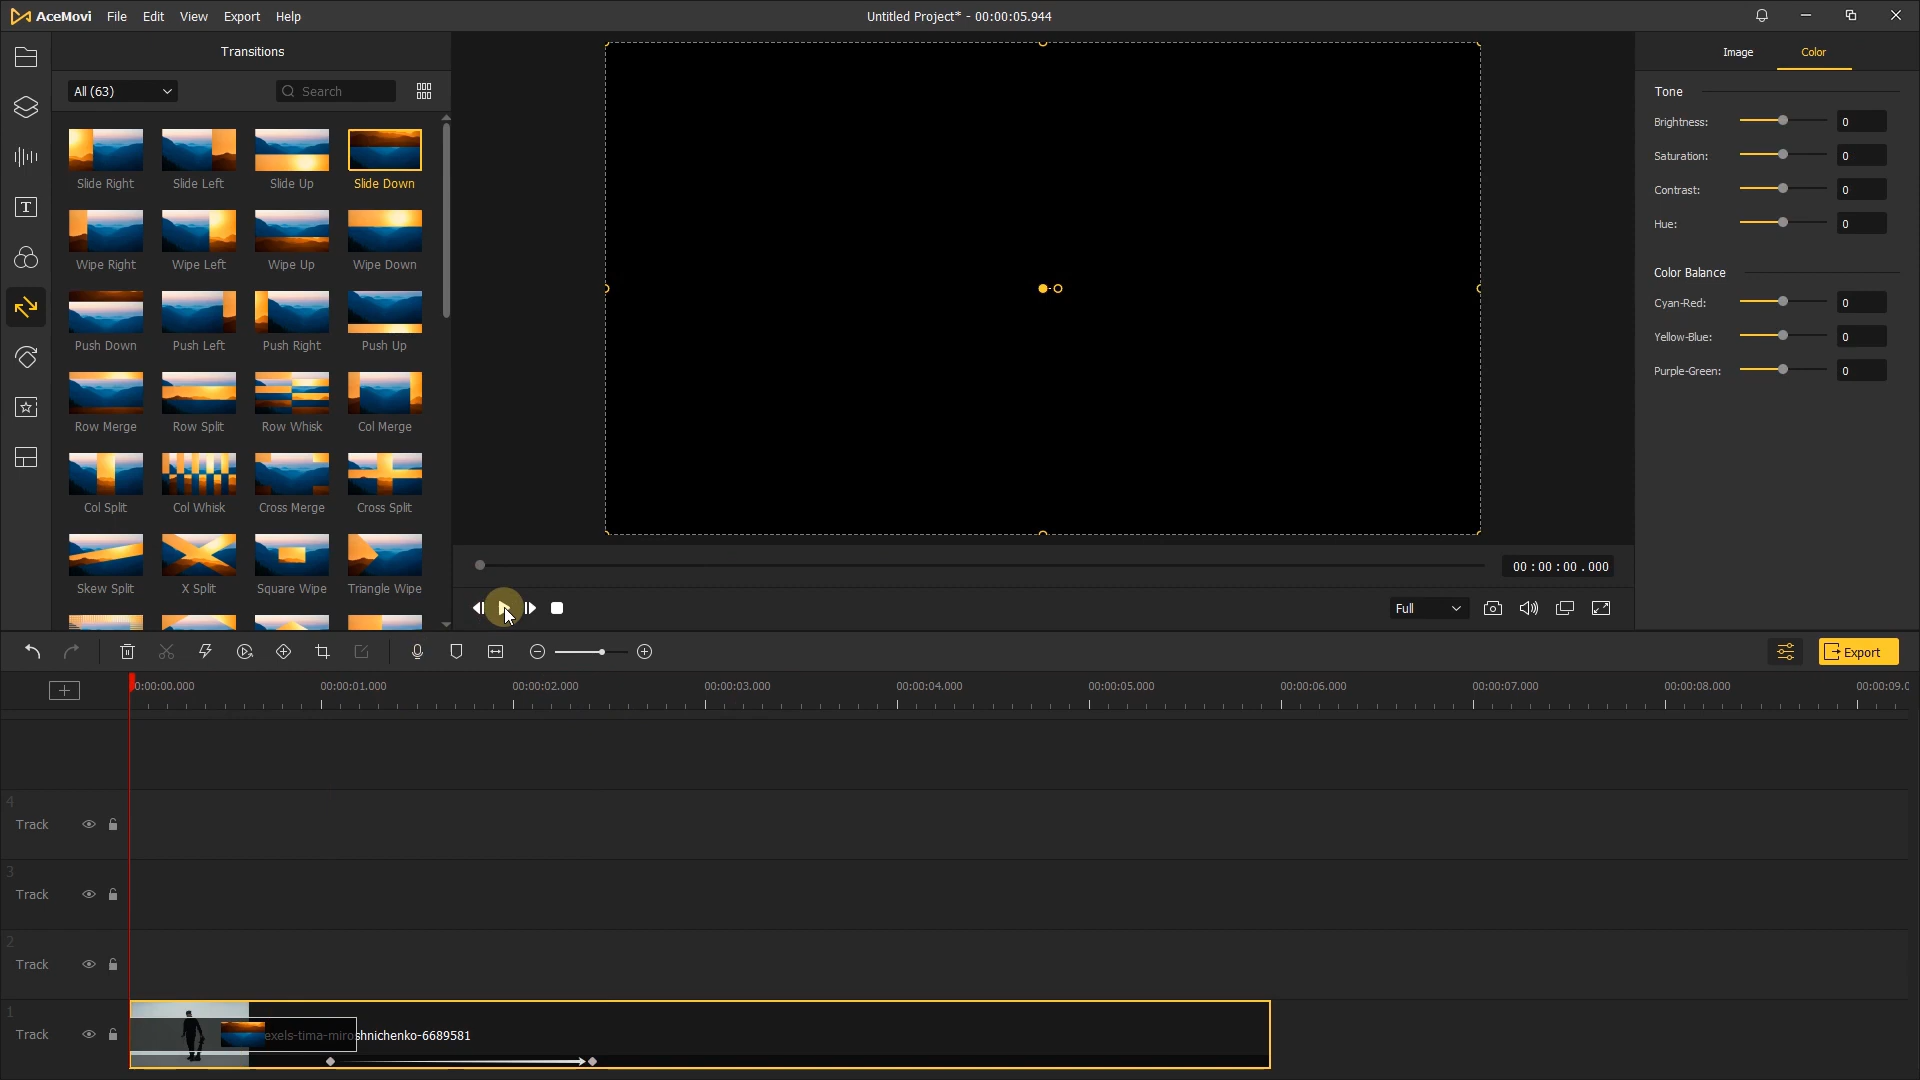 AceMovi File Edit View Export Help
Untitled Project* - 00:00:05.944
Transitions
All (63)
Search
Slide Right Slide Left Slide Up Slide Down
Wipe Right Wipe Left Wipe Up Wipe Down
Push Down Push Left Push Right Push Up
Row Merge Row Split Row Whisk Col Merge
Col Split Col Whisk Cross Merge Cross Split
Skew Split X Split Square Wipe Triangle Wipe
Image Color
Tone
Brightness: 0
Saturation: 0
Contrast: 0
Hue: 0
Color Balance
Cyan-Red: 0
Yellow-Blue: 0
Purple-Green: 0
00 : 00 : 00 .000
Full
Export
0:00:00.000 00:00:01.000 00:00:02.000 00:00:03.000 00:00:04.000 00:00:05.000 00:00:06.000 00:00:07.000 00:00:08.000 00:00:09.0
4
Track
3
Track
2
Track
1
Track
exels-tima-miroshnichenko-6689581